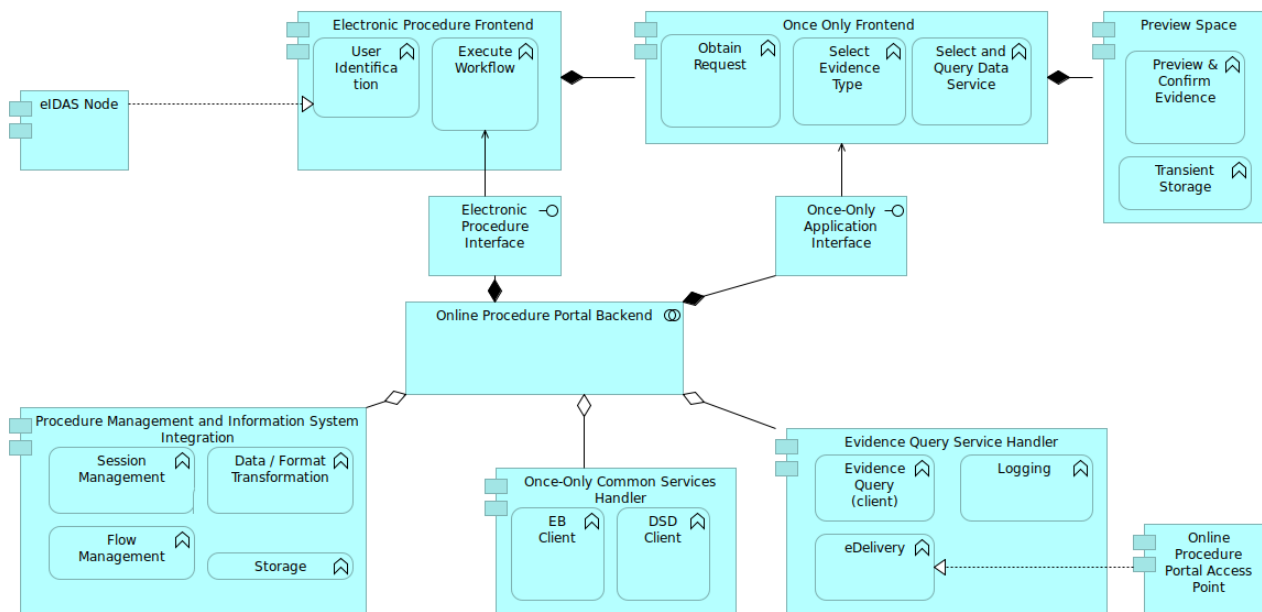 Electronic Procedure Frontend
User
Identifica
tion
Execute
Workflow
Once Only Frontend
Obtain
Request
Select
Evidence
Type
Select and
Query Data
Service
Preview Space
Preview &
Confirm
Evidence
Transient
Storage
eIDAS Node
Electronic
Procedure
Interface
Once-Only
Application
Interface
Online Procedure Portal Backend
Procedure Management and Information System
Integration
Session
Management
Data / Format
Transformation
Flow
Management
Storage
Once-Only Common Services
Handler
EB
Client
DSD
Client
Evidence Query Service Handler
Evidence
Query
(client)
Logging
eDelivery
Online
Procedure
Portal Access
Point